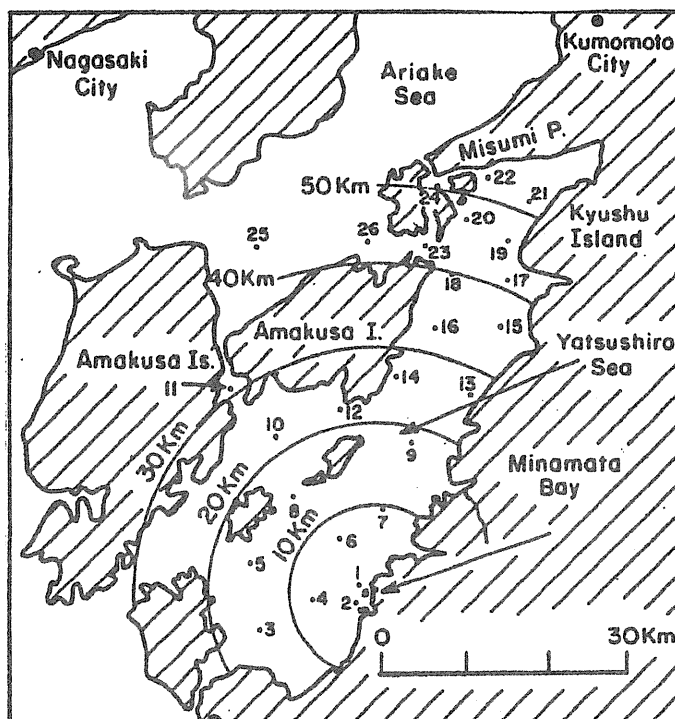 Nagasaki
City
Ariake
Sea
Kumomota
City
Misumi P.
50Km
24
22
21
20
Kyushu
Island
25
26
23
19
40Km
18
17
Amakusa I.
16
15
Yatsushiro
Sea
Amakusa Is.
11
14
13
12
10
9
30Km
20Km
Minamata
Bay
8
7
10Km
6
5
1
4
2
3
0
30Km